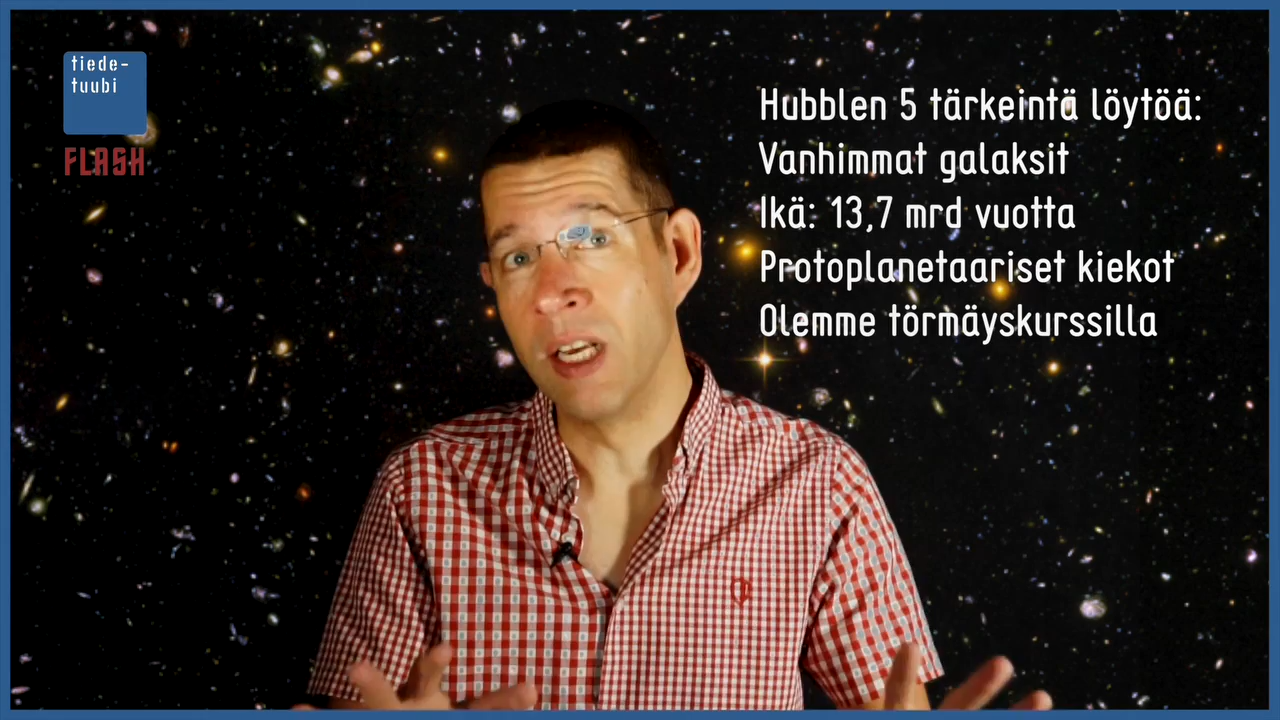 tiede-
tuubi
FLASH
Hubblen 5 tärkeintä löytöä:
Vanhimmat galaksit
Ikä: 13,7 mrd vuotta
Protoplanetaariset kiekot
Olemme törmäyskurssilla